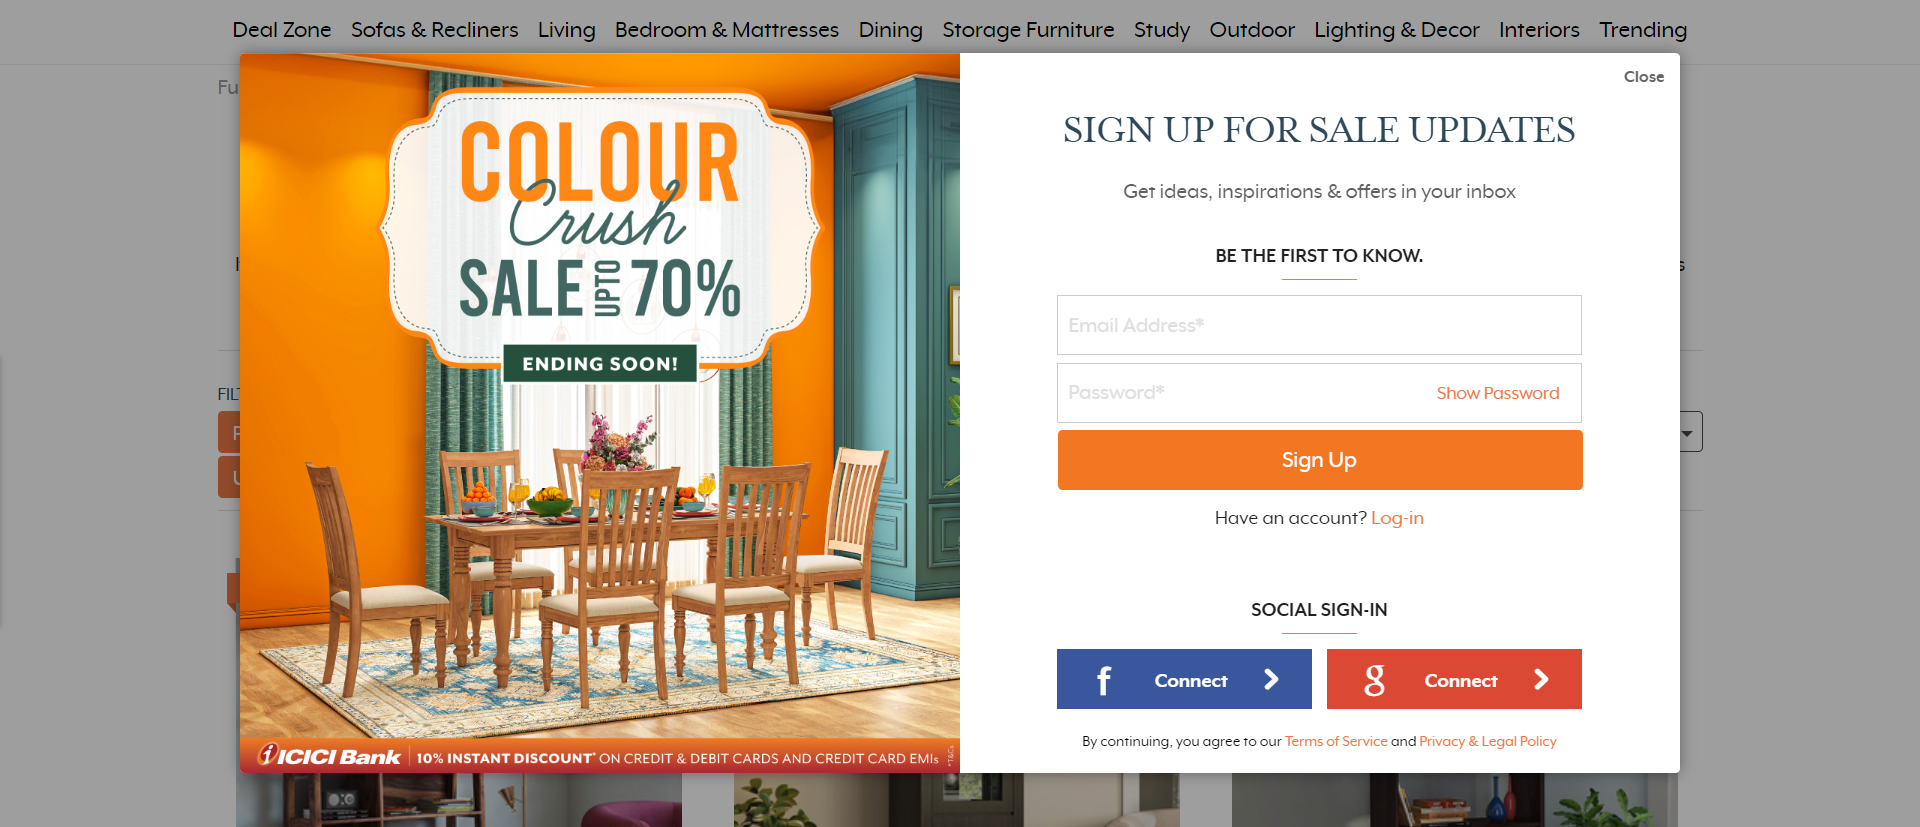 Deal Zone Sofas & Recliners Living Bedroom & Mattresses Dining Storage Furniture Study Outdoor Lighting & Decor Interiors Trending
Close
COLOUR
Crush
SALE UPTO 70%
ENDING SOON!
ICICI Bank 10% INSTANT DISCOUNT* ON CREDIT & DEBIT CARDS AND CREDIT CARD EMIs *T&Cs
SIGN UP FOR SALE UPDATES
Get ideas, inspirations & offers in your inbox
BE THE FIRST TO KNOW.
Email Address*
Password* Show Password
Sign Up
Have an account? Log-in
SOCIAL SIGN-IN
f Connect g Connect
By continuing, you agree to our Terms of Service and Privacy & Legal Policy